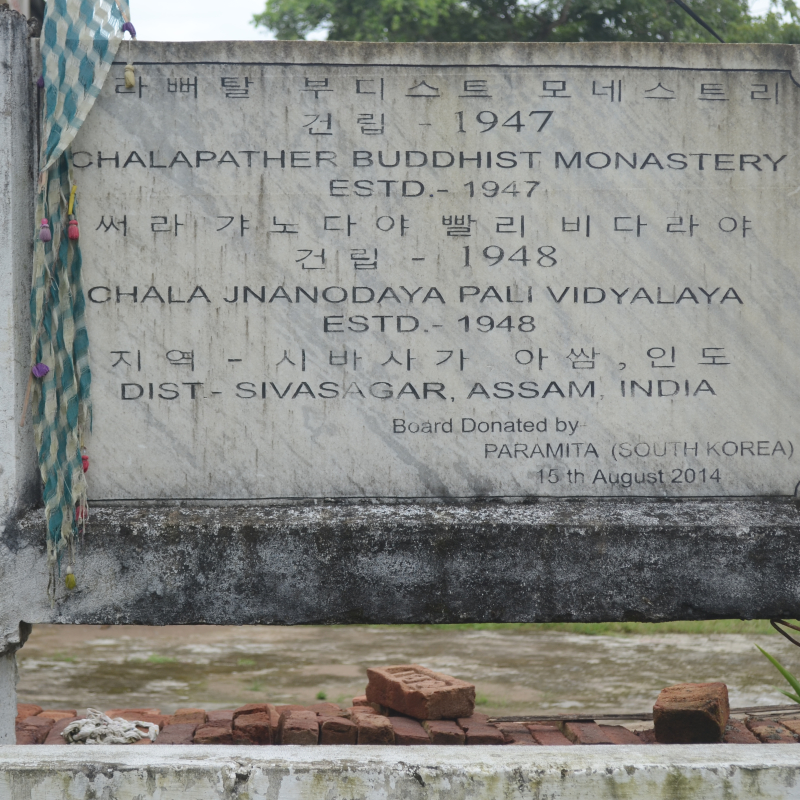 라뻐탈 부디스트 모네스트리
건립 - 1947
CHALAPATHER BUDDHIST MONASTERY
ESTD.- 1947
써라 갸노다야 빨리 비다라야
건립 - 1948
CHALA JNANODAYA PALI VIDYALAYA
ESTD.- 1948
지역 - 시바사가 아쌈, 인도
DIST.- SIVASAGAR, ASSAM, INDIA
Board Donated by-
PARAMITA (SOUTH KOREA)
15 th August 2014